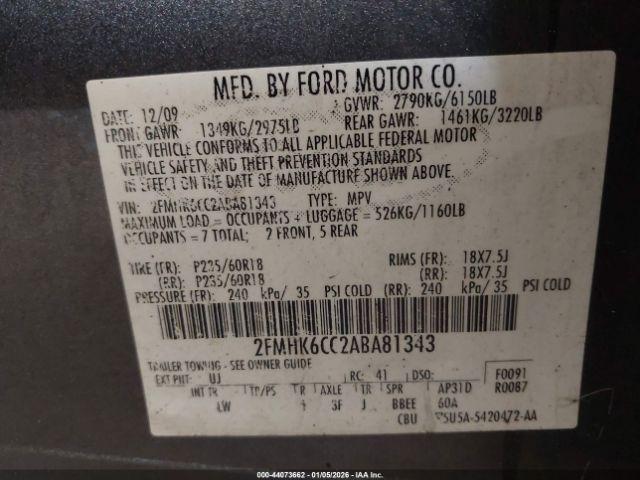 MFD. BY FORD MOTOR CO.
DATE: 12/09 GVWR: 2790KG/6150LB
FRONT GAWR: 1349KG/2975LB REAR GAWR: 1461KG/3220LB
THIS VEHICLE CONFORMS TO ALL APPLICABLE FEDERAL MOTOR
VEHICLE SAFETY AND THEFT PREVENTION STANDARDS
IN EFFECT ON THE DATE OF MANUFACTURE SHOWN ABOVE.
VIN: 2FMHK6CC2ABA81343 TYPE: MPV
MAXIMUM LOAD = OCCUPANTS + LUGGAGE = 526KG/1160LB
OCCUPANTS = 7 TOTAL; 2 FRONT, 5 REAR
TIRE (FR): P235/60R18 RIMS (FR): 18X7.5J
(RR): P235/60R18 (RR): 18X7.5J
PRESSURE (FR): 240 kPa/ 35 PSI COLD (RR): 240 kPa/ 35 PSI COLD
2FMHK6CC2ABA81343
TRAILER TOWING - SEE OWNER GUIDE
EXT PNT: UJ RC: 41 DSO: F0091
INT TR TP/PS R AXLE TR SPR AP31D R0087
LW 3F J BBEE 60A
CBU 5U5A-5420472-AA
000-44073662 - 01/05/2026 - IAAI.com